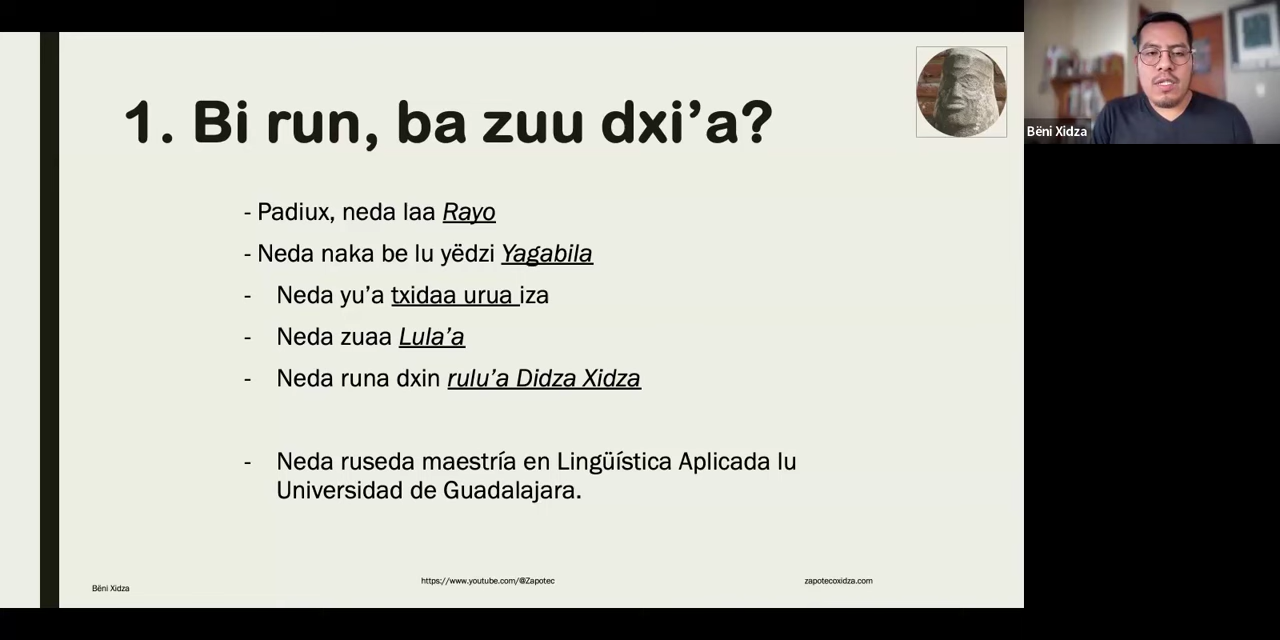 1. Bi run, ba zuu dxi’a?
- Padiux, neda laa Rayo
- Neda naka be lu yëdzi Yagabila
- Neda yu’a txidaa urua iza
- Neda zuaa Lula’a
- Neda runa dxin rulu’a Didza Xidza
- Neda ruseda maestría en Lingüística Aplicada lu
Universidad de Guadalajara.
Bëni Xidza
https://www.youtube.com/@Zapotec
zapotecoxidza.com
Bëni Xidza